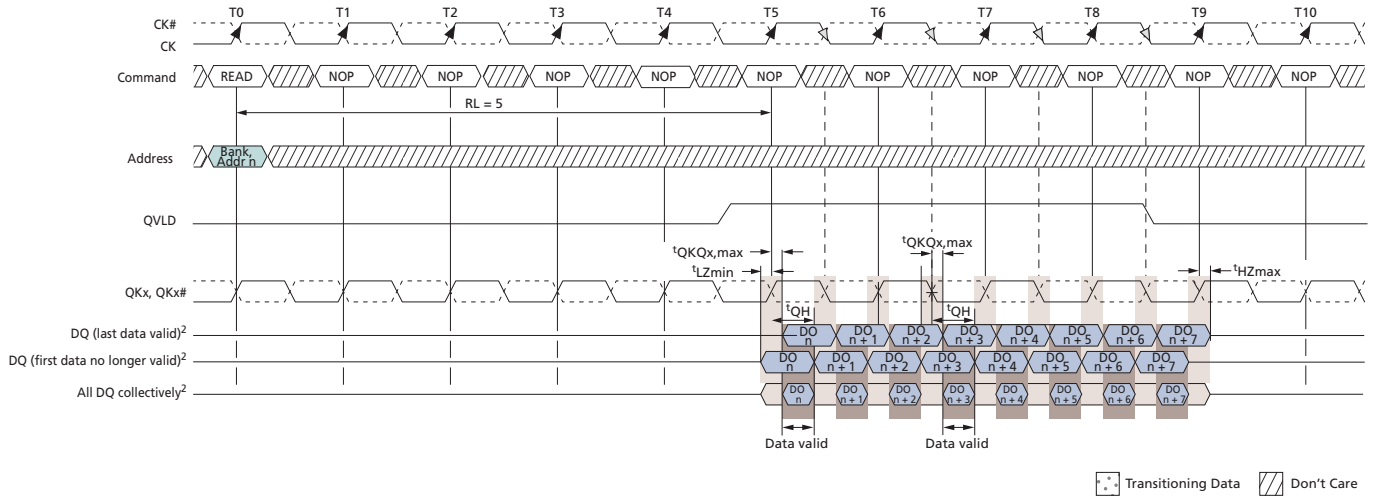 T0 T1 T2 T3 T4 T5 T6 T7 T8 T9 T10
CK#
CK
Command READ NOP NOP NOP NOP NOP NOP NOP NOP NOP NOP
RL = 5
Address Bank, Addr n
QVLD
tQKQx,max tQKQx,max
tLZmin tHZmax
QKx, QKx#
tQH tQH
DQ (last data valid)2 DO n DO n + 1 DO n + 2 DO n + 3 DO n + 4 DO n + 5 DO n + 6 DO n + 7
DQ (first data no longer valid)2 DO n DO n + 1 DO n + 2 DO n + 3 DO n + 4 DO n + 5 DO n + 6 DO n + 7
All DQ collectively2 DO n DO n + 1 DO n + 2 DO n + 3 DO n + 4 DO n + 5 DO n + 6 DO n + 7
Data valid Data valid
Transitioning Data Don't Care